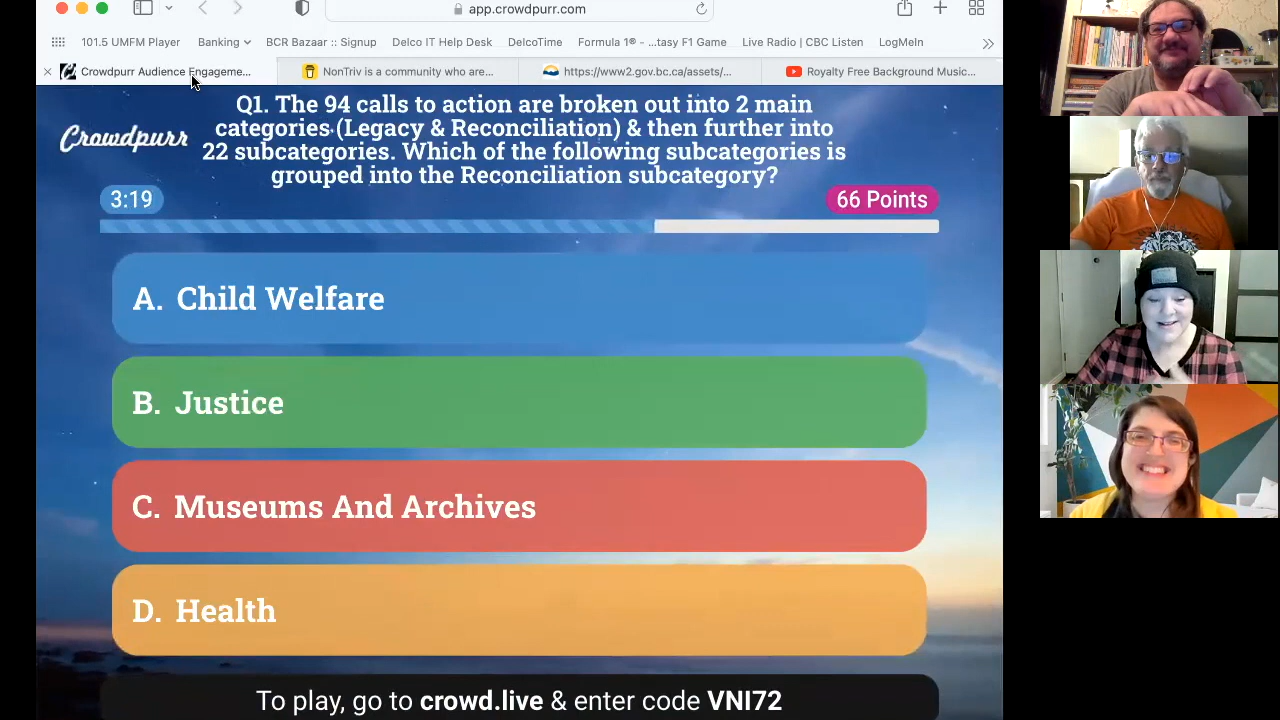 app.crowdpurr.com
101.5 UMFM Player Banking BCR Bazaar :: Signup Delco IT Help Desk DelcoTime Formula 1® - ...tasy F1 Game Live Radio | CBC Listen LogMeIn
Crowdpurr Audience Engageme... NonTriv is a community who are... https://www2.gov.bc.ca/assets/... Royalty Free Background Music...
Crowdpurr
Q1. The 94 calls to action are broken out into 2 main
categories (Legacy & Reconciliation) & then further into
22 subcategories. Which of the following subcategories is
grouped into the Reconciliation subcategory?
3:19 66 Points
A. Child Welfare
B. Justice
C. Museums And Archives
D. Health
To play, go to crowd.live & enter code VNI72